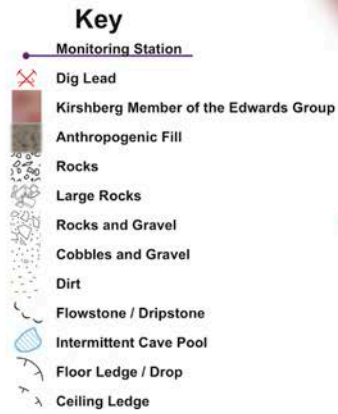 Key
Monitoring Station
Dig Lead
Kirshberg Member of the Edwards Group
Anthropogenic Fill
Rocks
Large Rocks
Rocks and Gravel
Cobbles and Gravel
Dirt
Flowstone / Dripstone
Intermittent Cave Pool
Floor Ledge / Drop
Ceiling Ledge